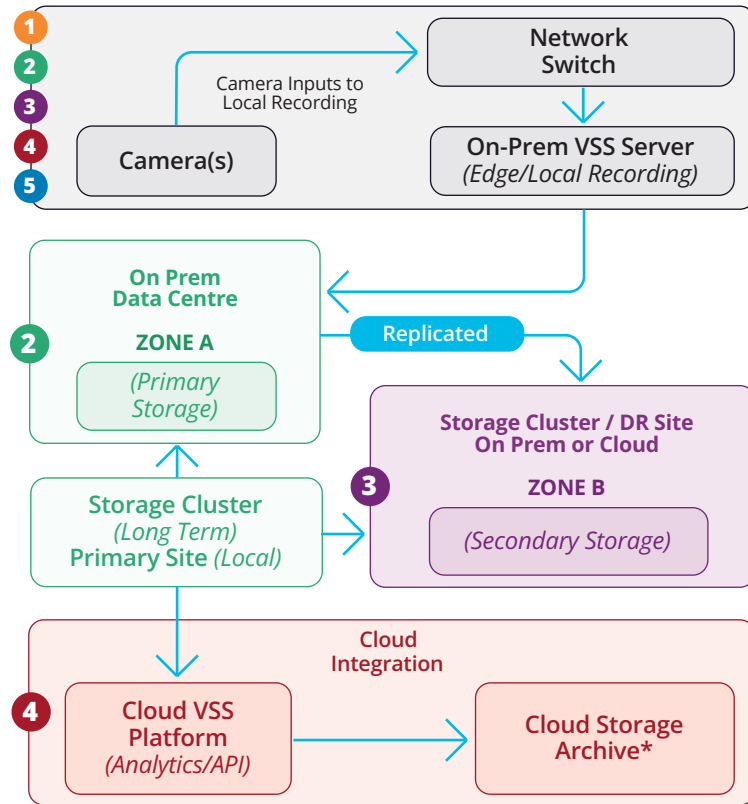 1
2
3
4
5
Camera Inputs to
Local Recording
Network
Switch
Camera(s)
On-Prem VSS Server
(Edge/Local Recording)
On Prem
Data Centre
ZONE A
2
(Primary
Storage)
Replicated
Storage Cluster / DR Site
On Prem or Cloud
ZONE B
3
(Secondary Storage)
Storage Cluster
(Long Term)
Primary Site (Local)
Cloud
Integration
4
Cloud VSS
Platform
(Analytics/API)
Cloud Storage
Archive*